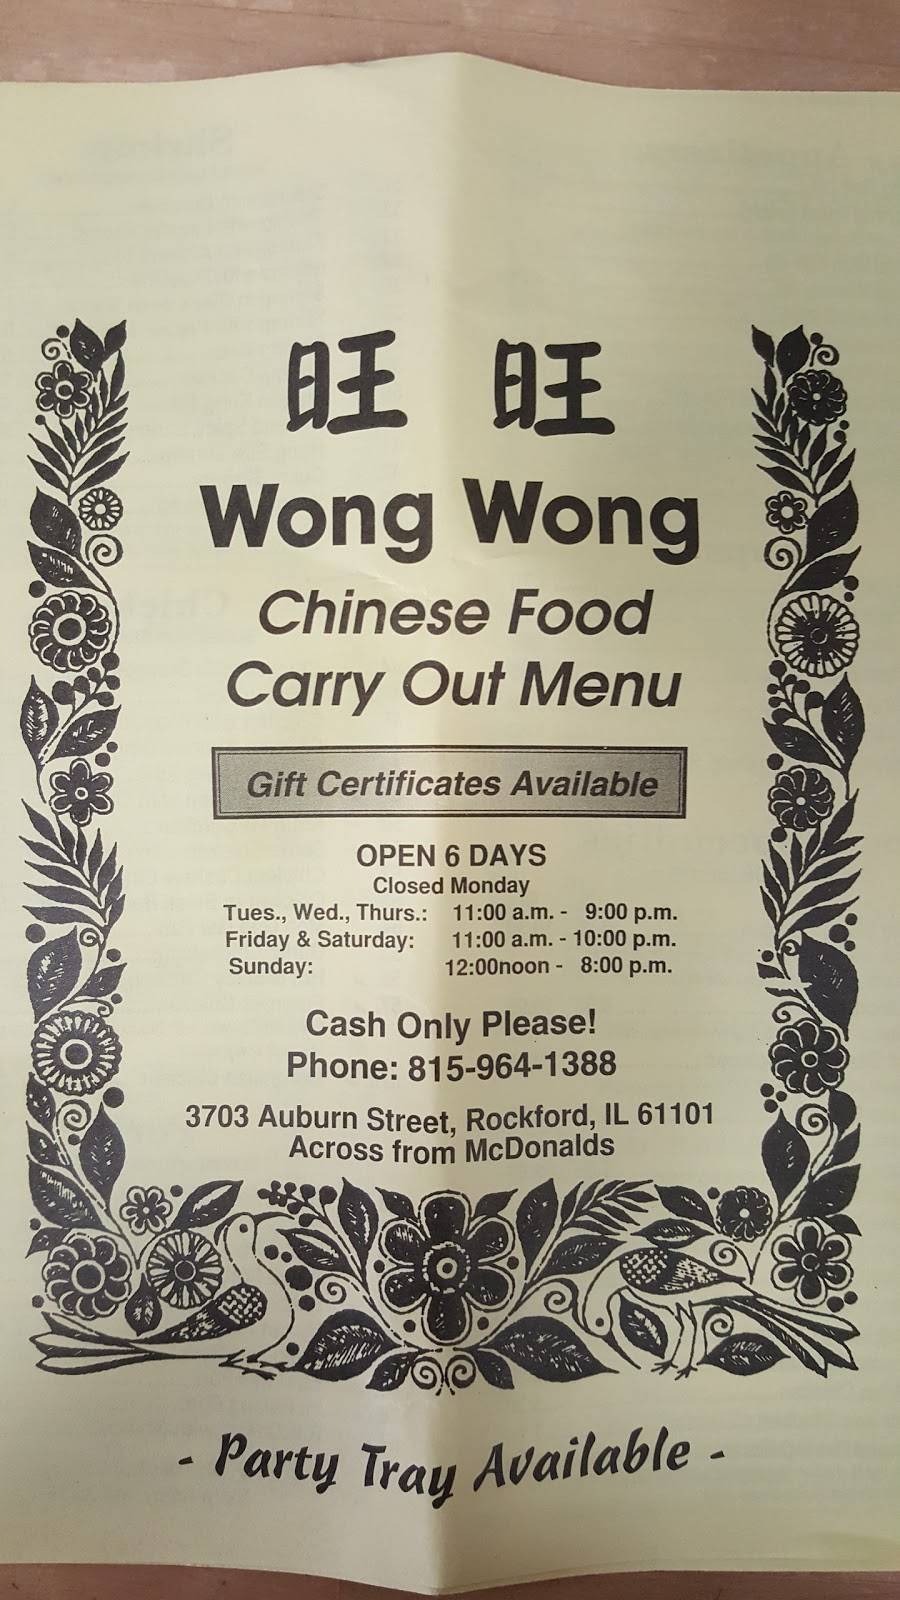 旺 旺
Wong Wong
Chinese Food
Carry Out Menu
Gift Certificates Available
OPEN 6 DAYS
Closed Monday
Tues., Wed., Thurs.: 11:00 a.m. - 9:00 p.m.
Friday & Saturday: 11:00 a.m. - 10:00 p.m.
Sunday: 12:00noon - 8:00 p.m.
Cash Only Please!
Phone: 815-964-1388
3703 Auburn Street, Rockford, IL 61101
Across from McDonalds
- Party Tray Available -